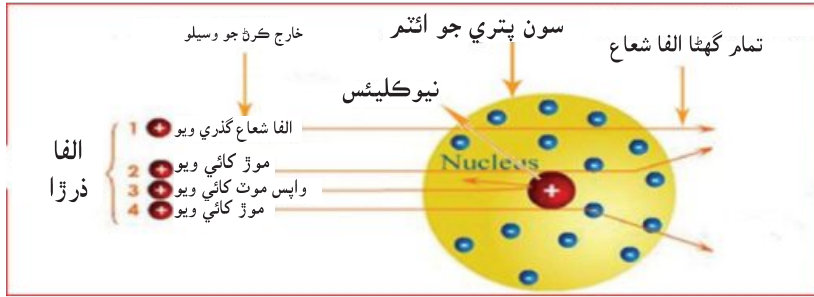 سون پتري جو ائٽم
خارج ڪرڻ جو وسيلو
تمام گھڻا الفا شعاع
نيوڪليئس
الفا ذرڙا
1 + الفا شعاع گذري ويو
2 + موڙ کائي ويو
3 + واپس موٽ کائي ويو
4 + موڙ کائي ويو
Nucleus
+